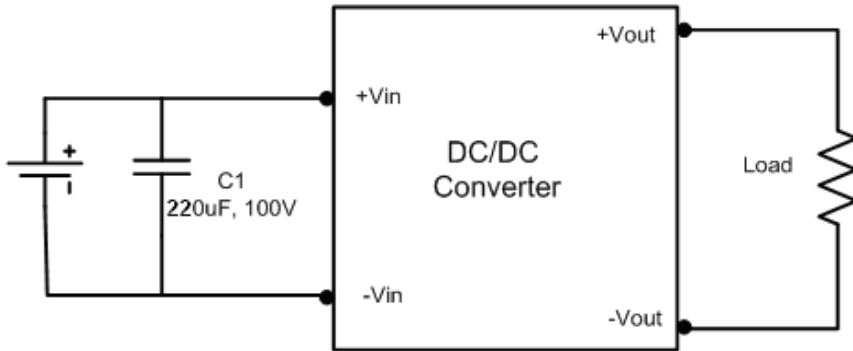 +Vout
+Vin
DC/DC
Converter
Load
+
-
C1
220uF, 100V
-Vin
-Vout